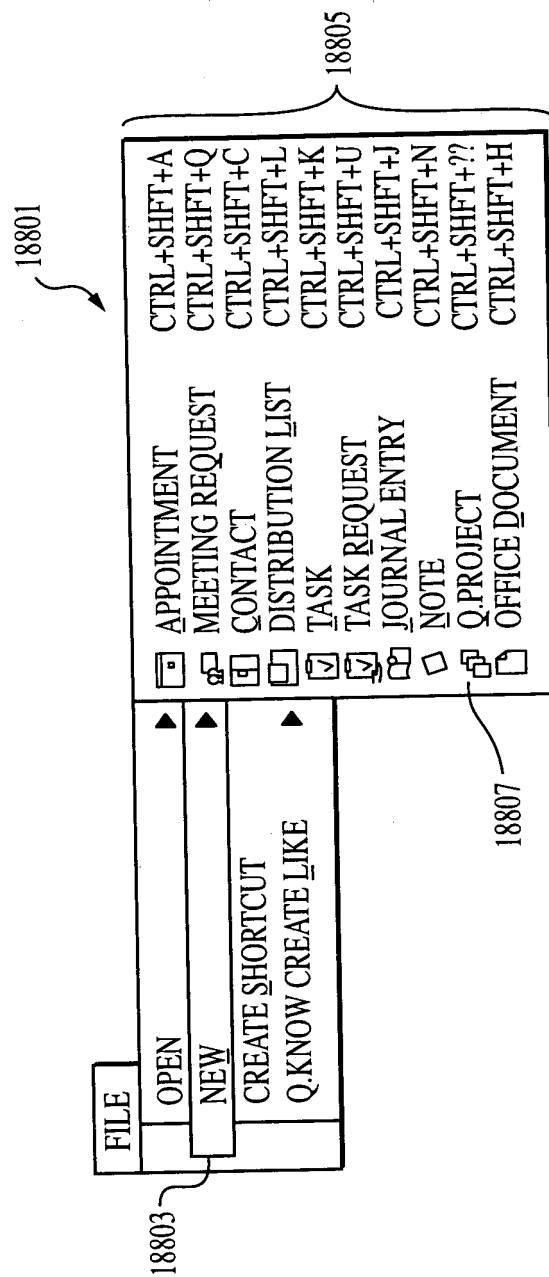 18801
FILE
OPEN
NEW
CREATE SHORTCUT
Q.KNOW CREATE LIKE
18803
APPOINTMENT CTRL+SHFT+A
MEETING REQUEST CTRL+SHFT+Q
CONTACT CTRL+SHFT+C
DISTRIBUTION LIST CTRL+SHFT+L
TASK CTRL+SHFT+K
TASK REQUEST CTRL+SHFT+U
JOURNAL ENTRY CTRL+SHFT+J
NOTE CTRL+SHFT+N
Q.PROJECT CTRL+SHFT+??
OFFICE DOCUMENT CTRL+SHFT+H
18805
18807